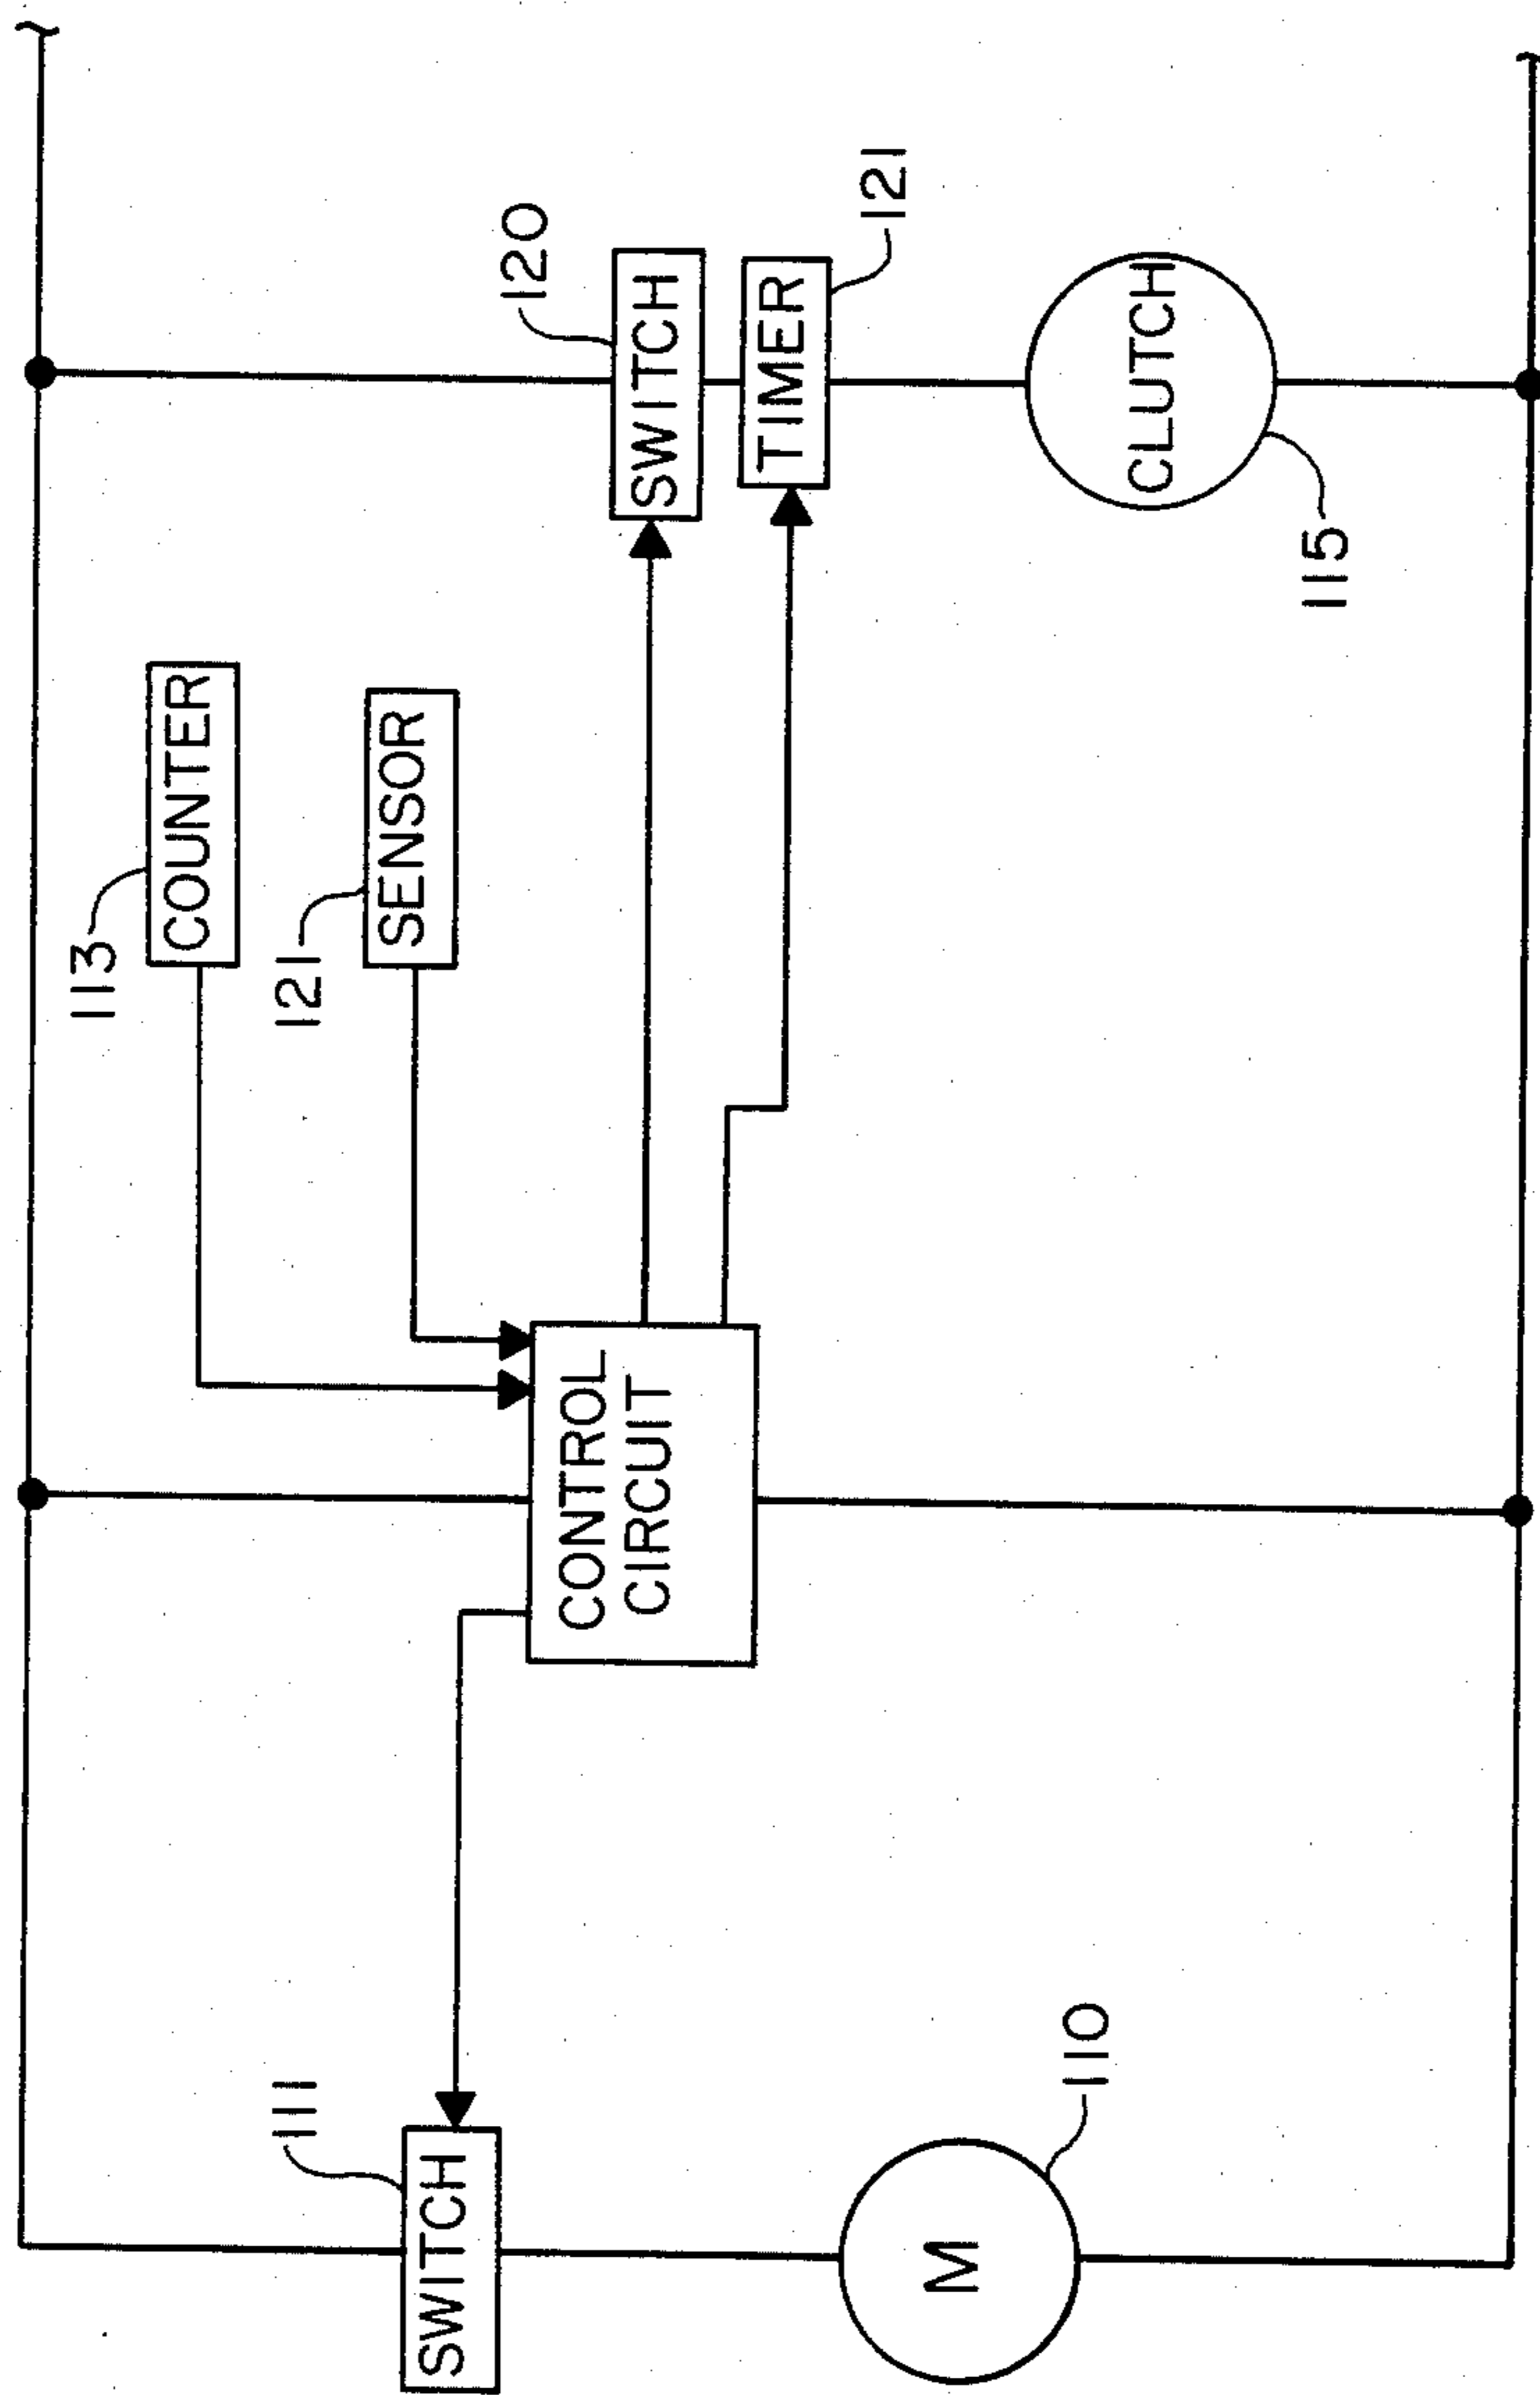 113
COUNTER
121
SENSOR
120
SWITCH
TIMER
121
CLUTCH
115
CONTROL
CIRCUIT
111
SWITCH
M
110